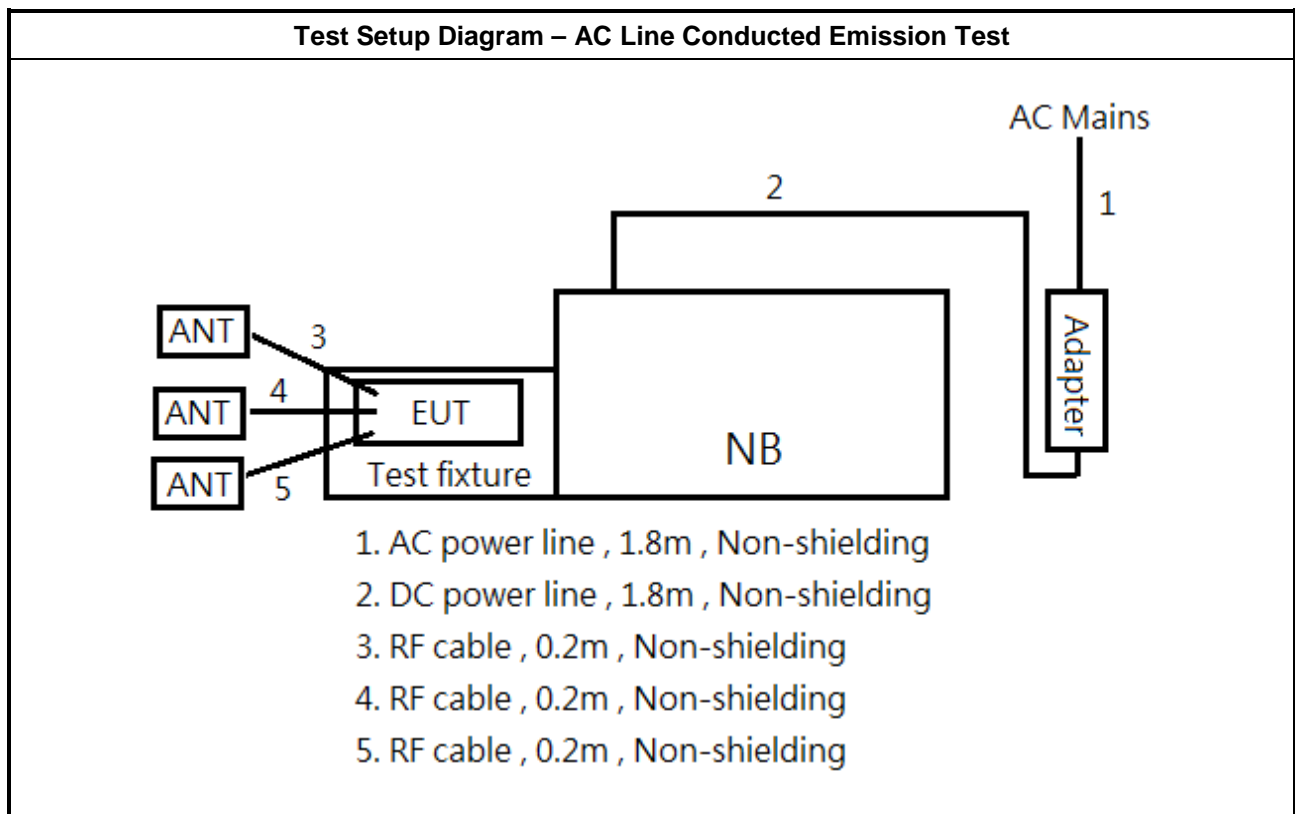 Test Setup Diagram – AC Line Conducted Emission Test
AC Mains
2
1
ANT
3
Adapter
ANT
4
EUT
NB
ANT
5
Test fixture
1. AC power line , 1.8m , Non-shielding
2. DC power line , 1.8m , Non-shielding
3. RF cable , 0.2m , Non-shielding
4. RF cable , 0.2m , Non-shielding
5. RF cable , 0.2m , Non-shielding